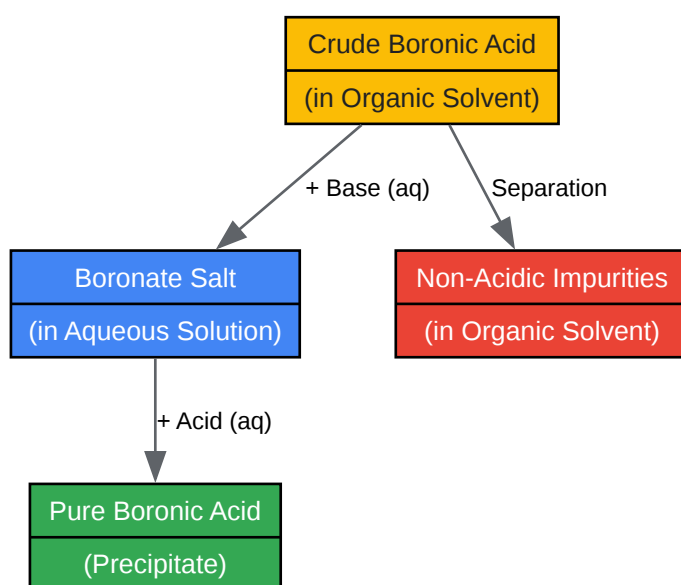 Crude Boronic Acid
(in Organic Solvent)
+ Base (aq)
Separation
Boronate Salt
(in Aqueous Solution)
Non-Acidic Impurities
(in Organic Solvent)
+ Acid (aq)
Pure Boronic Acid
(Precipitate)